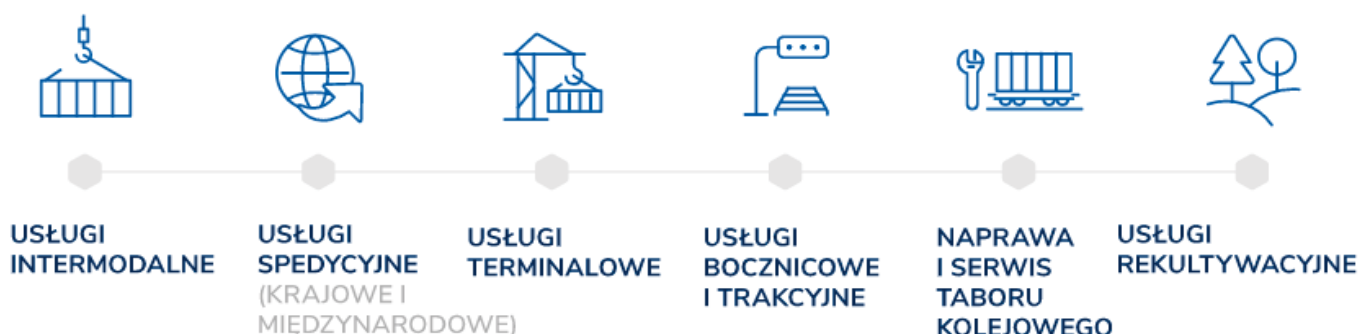 USŁUGI
INTERMODALNE
USŁUGI
SPEDYCYJNE
(KRAJOWE I
MIĘDZYNARODOWE)
USŁUGI
TERMINALOWE
USŁUGI
BOCZNICOWE
I TRAKCYJNE
NAPRAWA
I SERWIS
TABORU
KOLEJOWEGO
USŁUGI
REKULTYWACYJNE